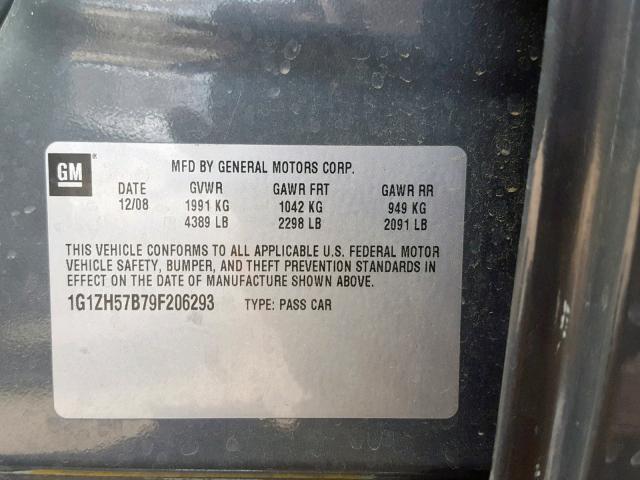 GM
MFD BY GENERAL MOTORS CORP.
DATE GVWR GAWR FRT GAWR RR
12/08 1991 KG 1042 KG 949 KG
4389 LB 2298 LB 2091 LB
THIS VEHICLE CONFORMS TO ALL APPLICABLE U.S. FEDERAL MOTOR
VEHICLE SAFETY, BUMPER, AND THEFT PREVENTION STANDARDS IN
EFFECT ON THE DATE OF MANUFACTURE SHOWN ABOVE.
1G1ZH57B79F206293 TYPE: PASS CAR